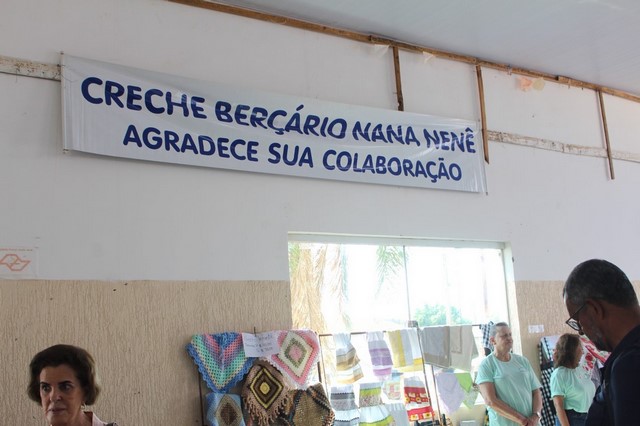 CRECHE BERÇÁRIO NANA NENÊ
AGRADECE SUA COLABORAÇÃO